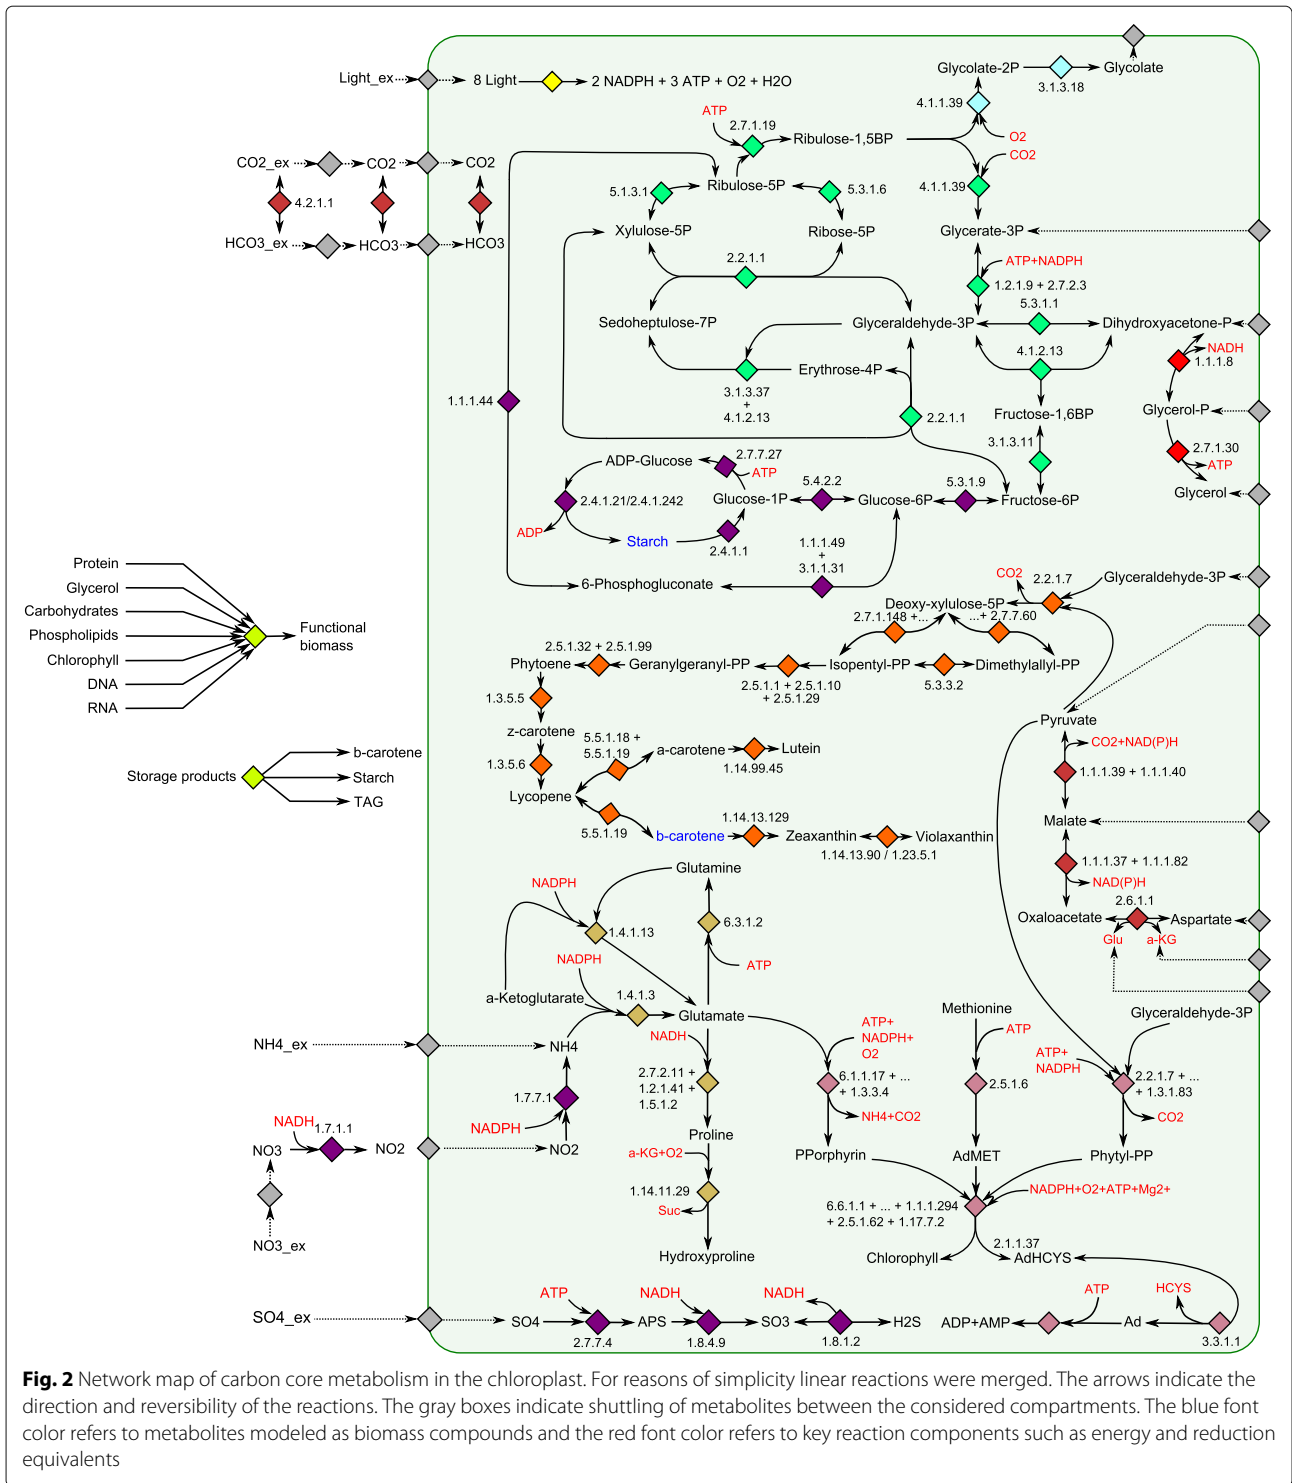 Light_ex
8 Light
2 NADPH + 3 ATP + O2 + H2O
Glycolate-2P
Glycolate
3.1.3.18
4.1.1.39
ATP
2.7.1.19
Ribulose-1,5BP
O2
CO2
CO2_ex
CO2
CO2
4.2.1.1
HCO3_ex
HCO3
HCO3
5.1.3.1
Ribulose-5P
5.3.1.6
4.1.1.39
Xylulose-5P
Ribose-5P
Glycerate-3P
2.2.1.1
ATP+NADPH
1.2.1.9 + 2.7.2.3
5.3.1.1
Sedoheptulose-7P
Glyceraldehyde-3P
Dihydroxyacetone-P
NADH
1.1.1.8
4.1.2.13
Erythrose-4P
3.1.3.37
+
4.1.2.13
1.1.1.44
2.2.1.1
Fructose-1,6BP
Glycerol-P
3.1.3.11
2.7.1.30
ATP
Glycerol
ADP-Glucose
2.7.7.27
ATP
2.4.1.21/2.4.1.242
Glucose-1P
5.4.2.2
Glucose-6P
5.3.1.9
Fructose-6P
ADP
Starch
2.4.1.1
1.1.1.49
+
3.1.1.31
6-Phosphogluconate
Protein
Glycerol
Carbohydrates
Phospholipids
Chlorophyll
DNA
RNA
Functional
biomass
CO2
2.2.1.7
Glyceraldehyde-3P
Deoxy-xylulose-5P
2.7.1.148 +...
...+ 2.7.7.60
2.5.1.32 + 2.5.1.99
Phytoene
Geranylgeranyl-PP
Isopentyl-PP
Dimethylallyl-PP
2.5.1.1 + 2.5.1.10
+ 2.5.1.29
5.3.3.2
1.3.5.5
z-carotene
1.3.5.6
Lycopene
5.5.1.18 +
5.5.1.19
a-carotene
Lutein
1.14.99.45
5.5.1.19
b-carotene
1.14.13.129
Zeaxanthin
Violaxanthin
1.14.13.90 / 1.23.5.1
Storage products
b-carotene
Starch
TAG
Pyruvate
CO2+NAD(P)H
1.1.1.39 + 1.1.1.40
Malate
1.1.1.37 + 1.1.1.82
NAD(P)H
2.6.1.1
Oxaloacetate
Aspartate
Glu
a-KG
Glutamine
NADPH
1.4.1.13
6.3.1.2
NADPH
ATP
a-Ketoglutarate
1.4.1.3
Glutamate
NH4_ex
NH4
NADH
2.7.2.11 +
1.2.1.41 +
1.5.1.2
1.7.7.1
NADPH
NADH
1.7.1.1
NO3
NO2
NO2
NO3_ex
Proline
a-KG+O2
1.14.11.29
Suc
Hydroxyproline
ATP+
NADPH+
O2
6.1.1.17 + ...
+ 1.3.3.4
NH4+CO2
PPorphyrin
Methionine
ATP
2.5.1.6
AdMET
Glyceraldehyde-3P
ATP+
NADPH
2.2.1.7 + ...
+ 1.3.1.83
CO2
Phytyl-PP
NADPH+O2+ATP+Mg2+
6.6.1.1 + ... + 1.1.1.294
+ 2.5.1.62 + 1.17.7.2
2.1.1.37
Chlorophyll
AdHCYS
SO4_ex
ATP
SO4
2.7.7.4
APS
NADH
1.8.4.9
SO3
NADH
1.8.1.2
H2S
ADP+AMP
ATP
Ad
HCYS
3.3.1.1
Fig. 2 Network map of carbon core metabolism in the chloroplast. For reasons of simplicity linear reactions were merged. The arrows indicate the
direction and reversibility of the reactions. The gray boxes indicate shuttling of metabolites between the considered compartments. The blue font
color refers to metabolites modeled as biomass compounds and the red font color refers to key reaction components such as energy and reduction
equivalents